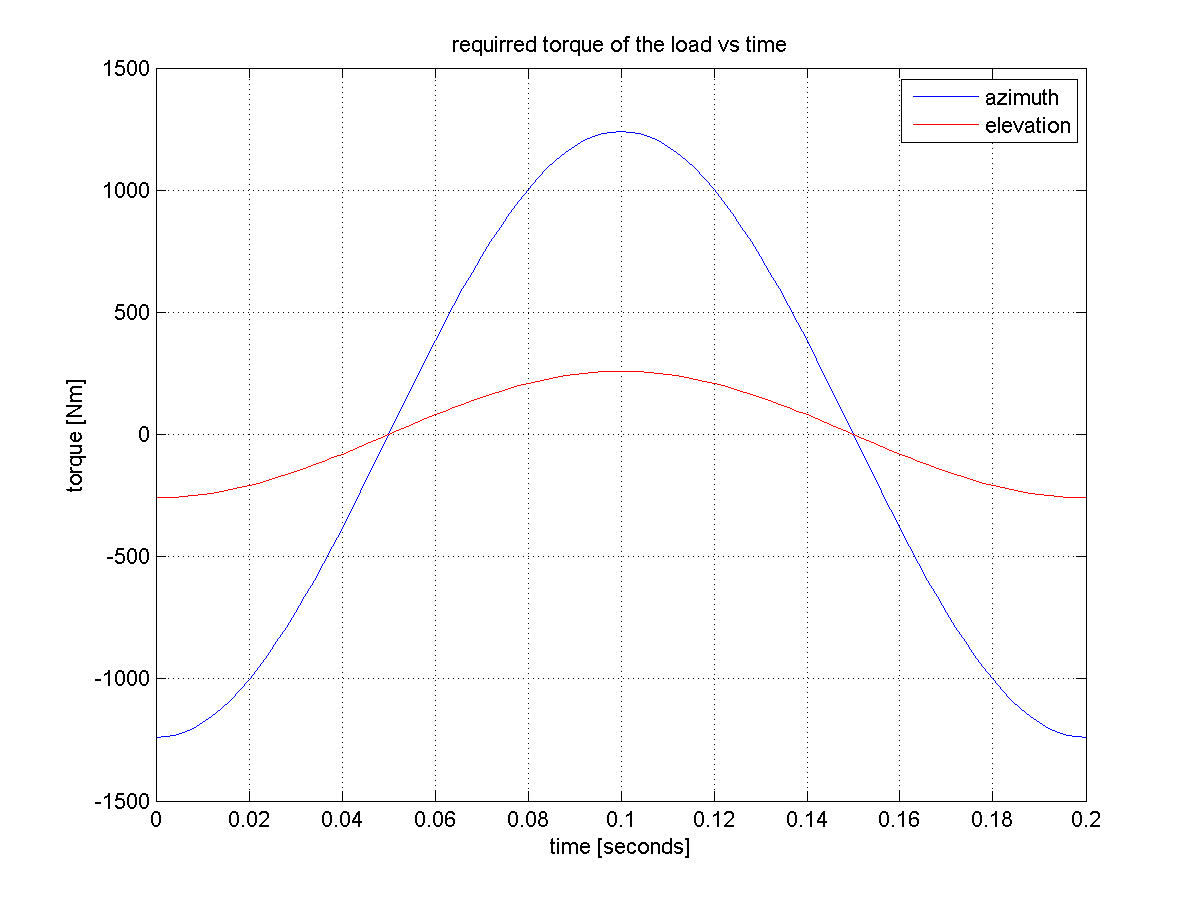 requirred torque of the load vs time
azimuth
elevation
torque [Nm]
1500
1000
500
0
-500
-1000
-1500
0 0.02 0.04 0.06 0.08 0.1 0.12 0.14 0.16 0.18 0.2
time [seconds]